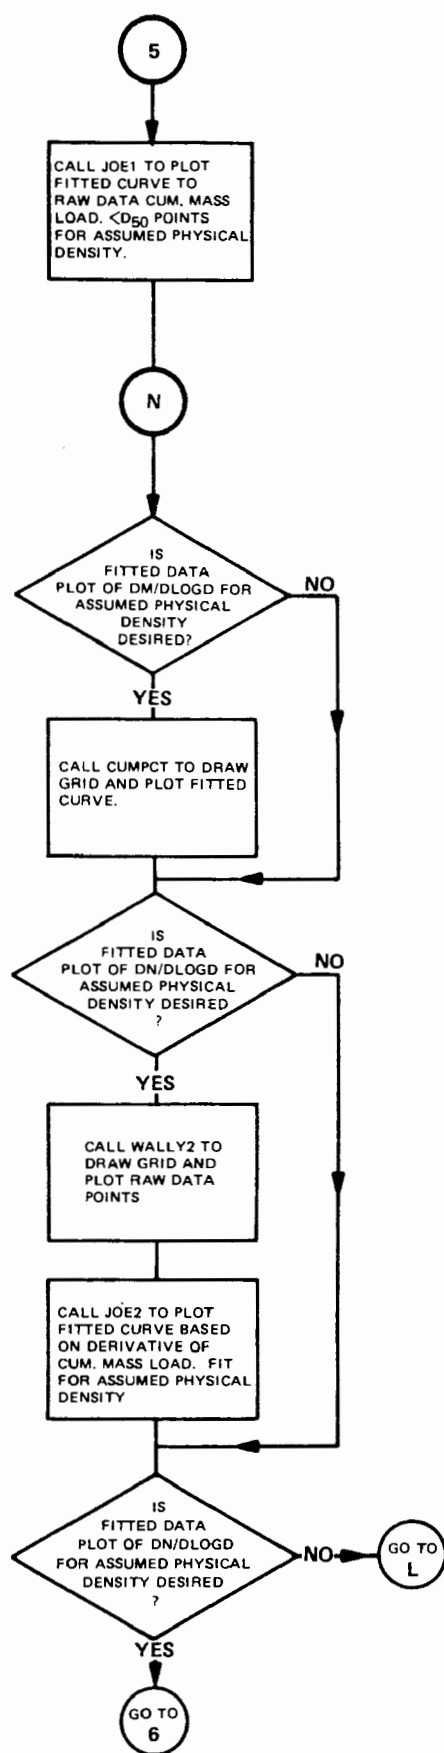 5
CALL JOE1 TO PLOT
FITTED CURVE TO
RAW DATA CUM. MASS
LOAD. <D50 POINTS
FOR ASSUMED PHYSICAL
DENSITY.
N
IS
FITTED DATA
PLOT OF DM/DLOGD FOR
ASSUMED PHYSICAL
DENSITY
DESIRED?
NO
YES
CALL CUMPCT TO DRAW
GRID AND PLOT FITTED
CURVE.
IS
FITTED DATA
PLOT OF DN/DLOGD FOR
ASSUMED PHYSICAL
DENSITY DESIRED
?
NO
YES
CALL WALLY2 TO
DRAW GRID AND
PLOT RAW DATA
POINTS
CALL JOE2 TO PLOT
FITTED CURVE BASED
ON DERIVATIVE OF
CUM. MASS LOAD. FIT
FOR ASSUMED PHYSICAL
DENSITY
IS
FITTED DATA
PLOT OF DN/DLOGD
FOR ASSUMED PHYSICAL
DENSITY DESIRED
?
NO
GO TO
L
YES
GO TO
6